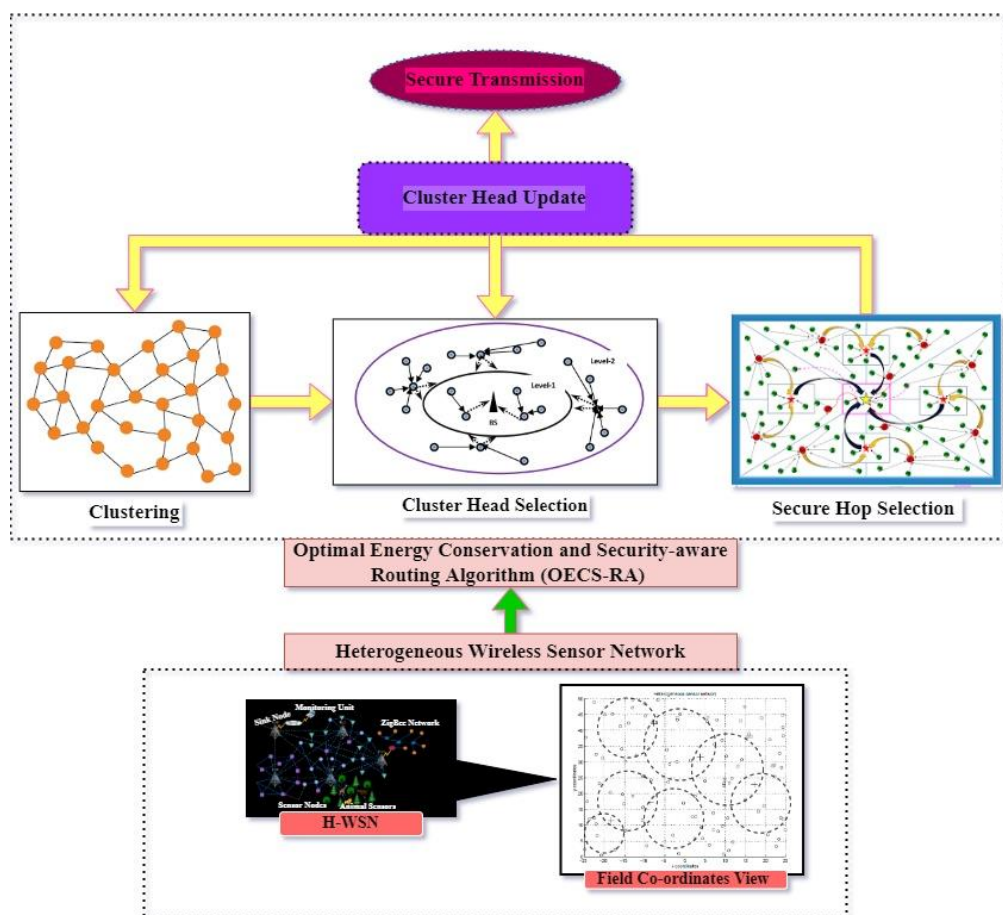 Secure Transmission
Cluster Head Update
Level-2
Level-1
BS
Clustering
Cluster Head Selection
Secure Hop Selection
Optimal Energy Conservation and Security-aware
Routing Algorithm (OECS-RA)
Heterogeneous Wireless Sensor Network
Monitoring Unit
Sink Node
ZigBee Network
Sensor Nodes
Animal Sensors
H-WSN
Field Co-ordinates View